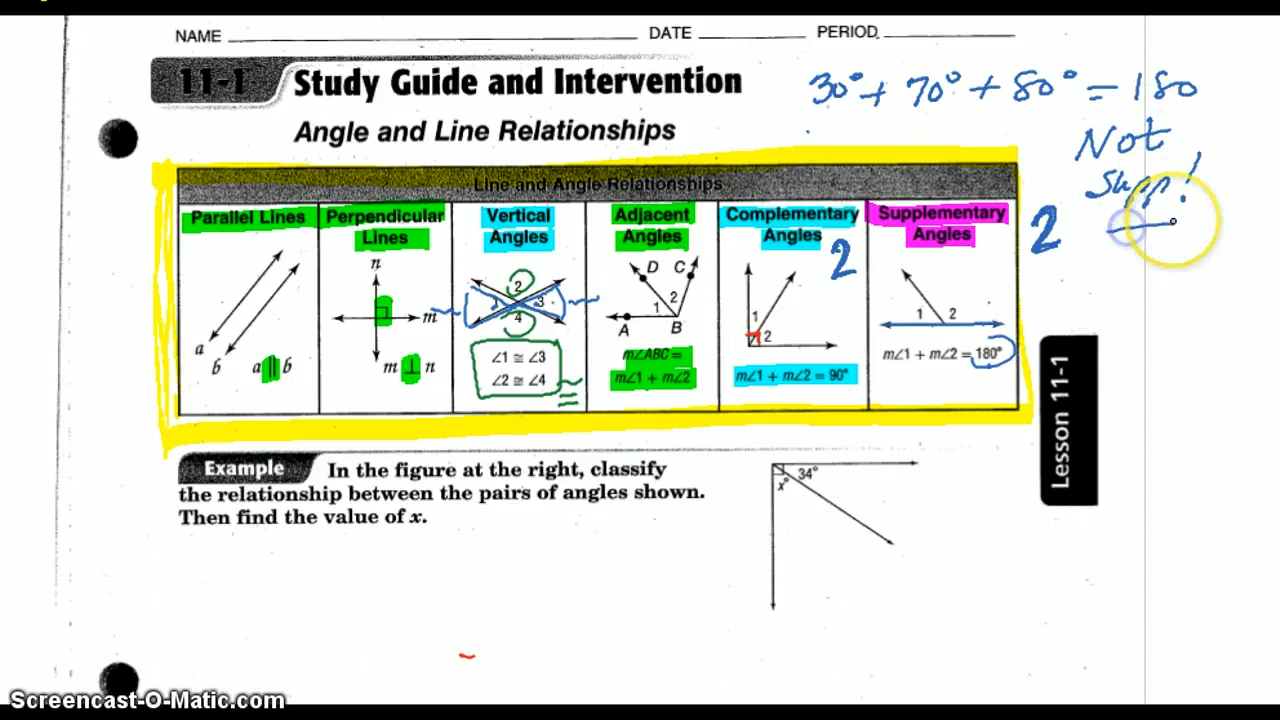 NAME DATE PERIOD
11-1 Study Guide and Intervention
Angle and Line Relationships
30° + 70° + 80° = 180
Not
Supp!
Line and Angle Relationships
Parallel Lines
a
b
a || b
Perpendicular
Lines
n
m
m ⊥ n
Vertical
Angles
2
1 3
4
∠1 ≅ ∠3
∠2 ≅ ∠4
Adjacent
Angles
D C
1 2
A B
m∠ABC =
m∠1 + m∠2
Complementary
Angles
2
1
2
m∠1 + m∠2 = 90°
Supplementary
Angles
1 2
m∠1 + m∠2 = 180°
2
Lesson 11-1
Example In the figure at the right, classify
the relationship between the pairs of angles shown.
Then find the value of x.
34°
x°
Screencast-O-Matic.com